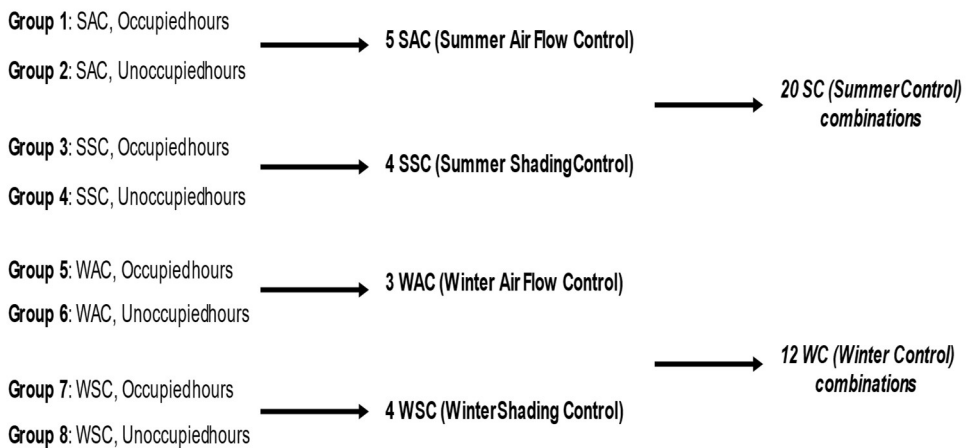 Group 1: SAC, Occupiedhours
Group 2: SAC, Unoccupiedhours
5 SAC (Summer Air Flow Control)
Group 3: SSC, Occupiedhours
Group 4: SSC, Unoccupiedhours
4 SSC (Summer ShadingControl)
20 SC (SummerControl)
combinations
Group 5: WAC, Occupiedhours
Group 6: WAC, Unoccupiedhours
3 WAC (Winter Air Flow Control)
Group 7: WSC, Occupiedhours
Group 8: WSC, Unoccupiedhours
4 WSC (WinterShading Control)
12 WC (Winter Control)
combinations